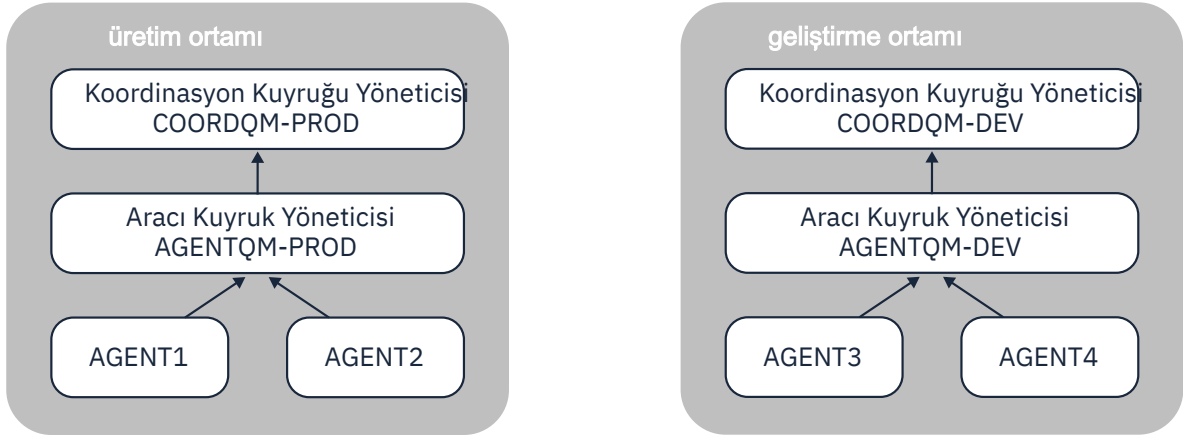 üretim ortamı
Koordinasyon Kuyruğu Yöneticisi
COORDQM-PROD
Aracı Kuyruk Yöneticisi
AGENTQM-PROD
AGENT1
AGENT2
geliştirme ortamı
Koordinasyon Kuyruğu Yöneticisi
COORDQM-DEV
Aracı Kuyruk Yöneticisi
AGENTQM-DEV
AGENT3
AGENT4